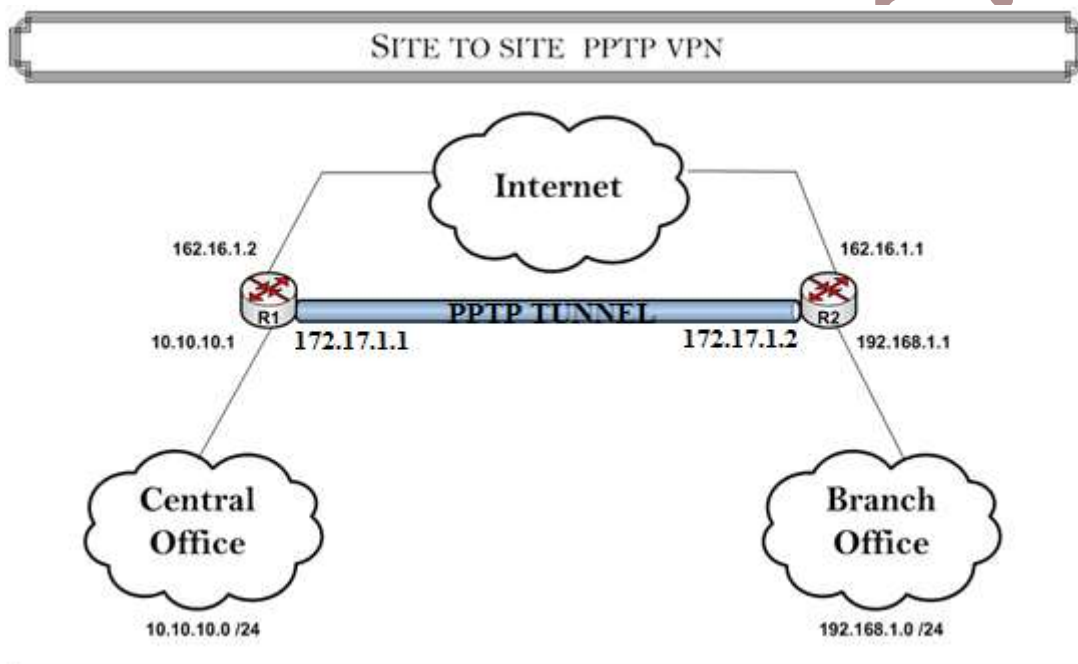 SITE TO SITE PPTP VPN
Internet
162.16.1.2
162.16.1.1
R1
PPTP TUNNEL
R2
10.10.10.1
172.17.1.1
172.17.1.2
192.168.1.1
Central
Office
Branch
Office
10.10.10.0 /24
192.168.1.0 /24